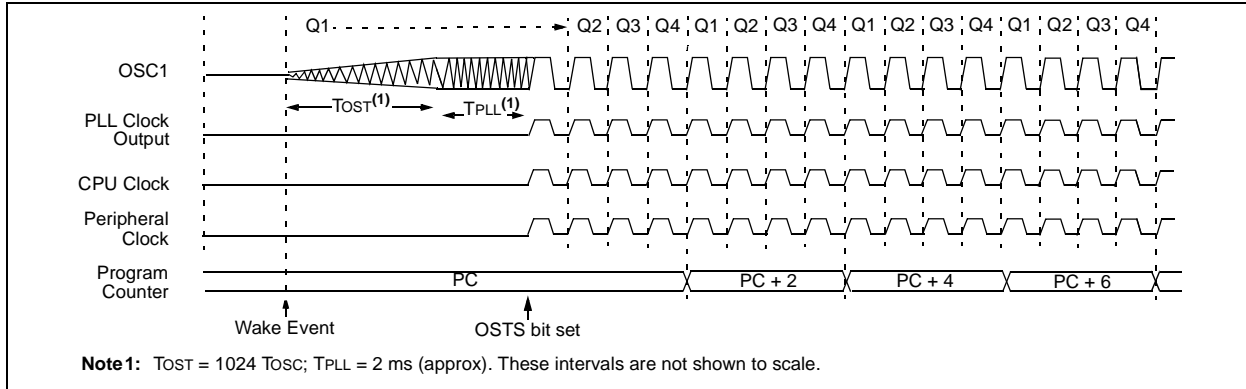 Q1 Q2 Q3 Q4 Q1 Q2 Q3 Q4 Q1 Q2 Q3 Q4 Q1 Q2 Q3 Q4
OSC1
TOST(1) TPLL(1)
PLL Clock
Output
CPU Clock
Peripheral
Clock
Program
Counter
PC PC + 2 PC + 4 PC + 6
Wake Event OSTS bit set
Note1: TOST = 1024 TOSC; TPLL = 2 ms (approx). These intervals are not shown to scale.